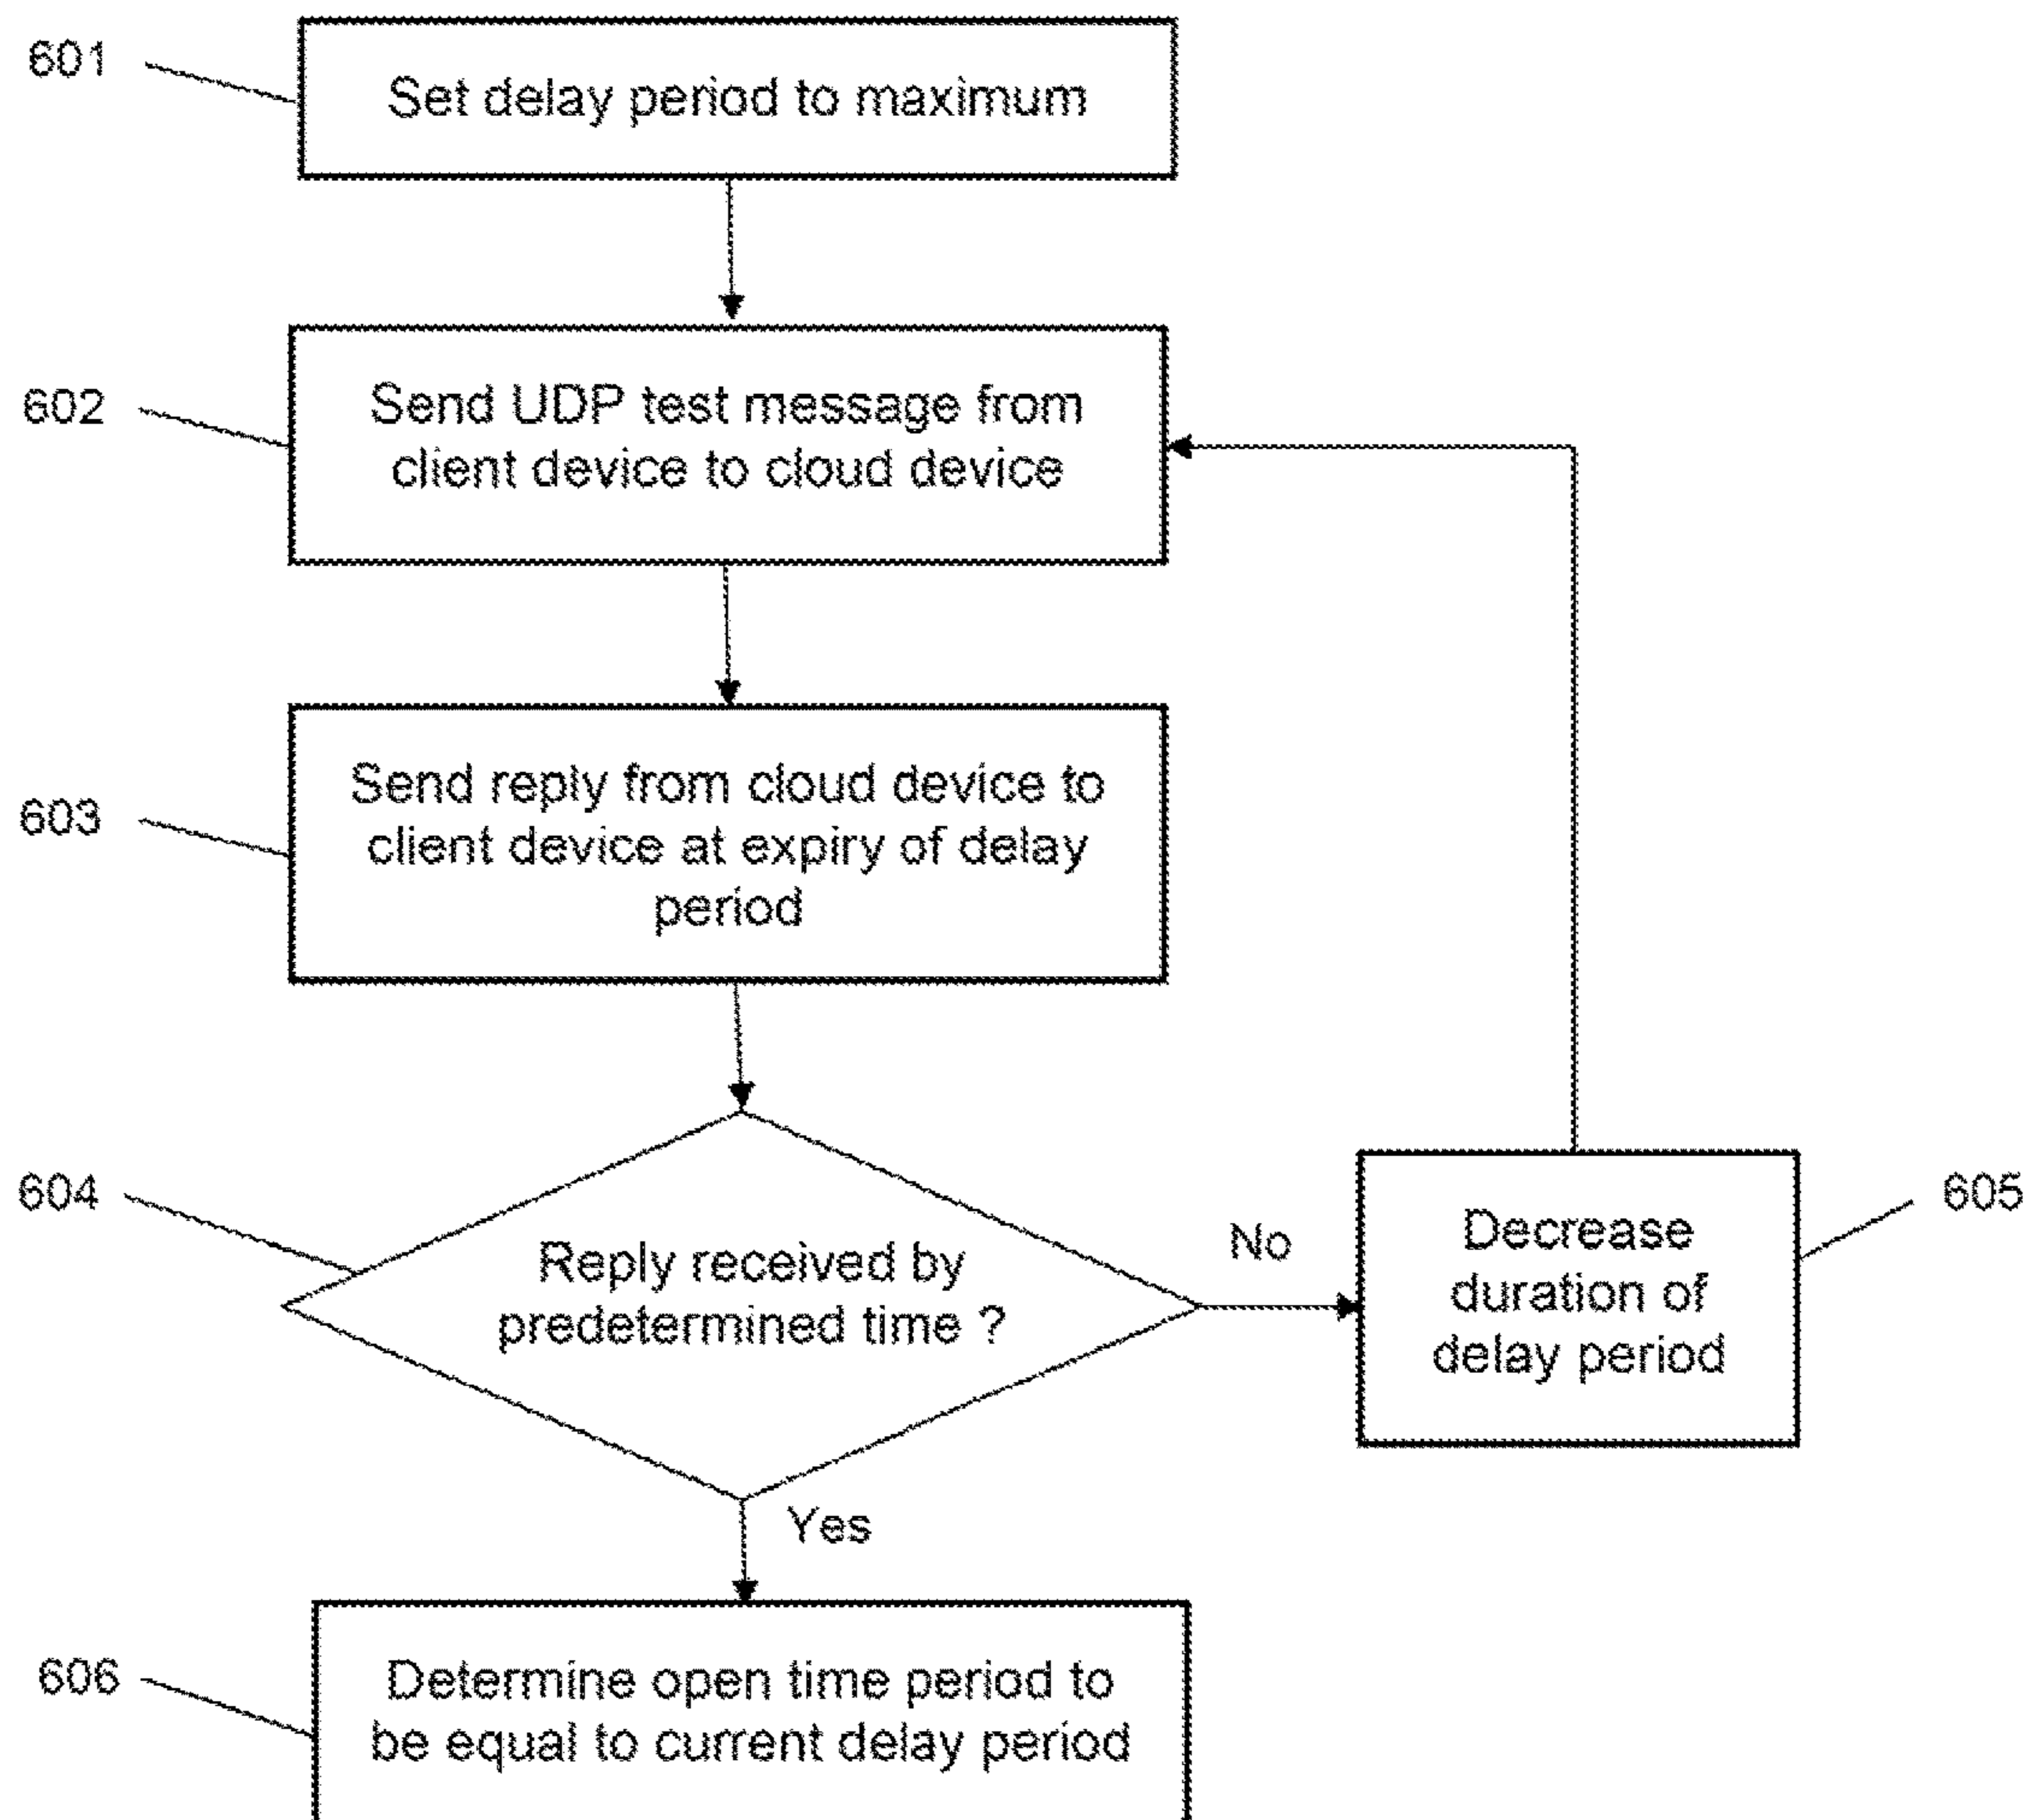 601
Set delay period to maximum
602
Send UDP test message from
client device to cloud device
603
Send reply from cloud device to
client device at expiry of delay
period
604
Reply received by
predetermined time ?
No
Decrease
duration of
delay period
605
Yes
606
Determine open time period to
be equal to current delay period